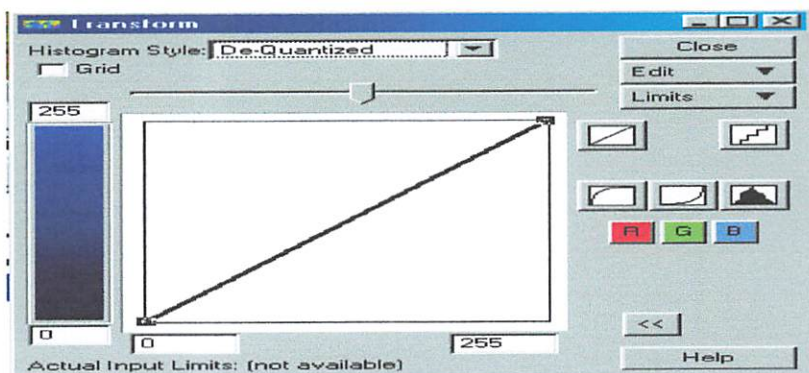 Transform
Histogram Style: De-Quantized
Close
Grid
Edit
Limits
255
R G B
0
0 255
<<
Actual Input Limits: (not available)
Help